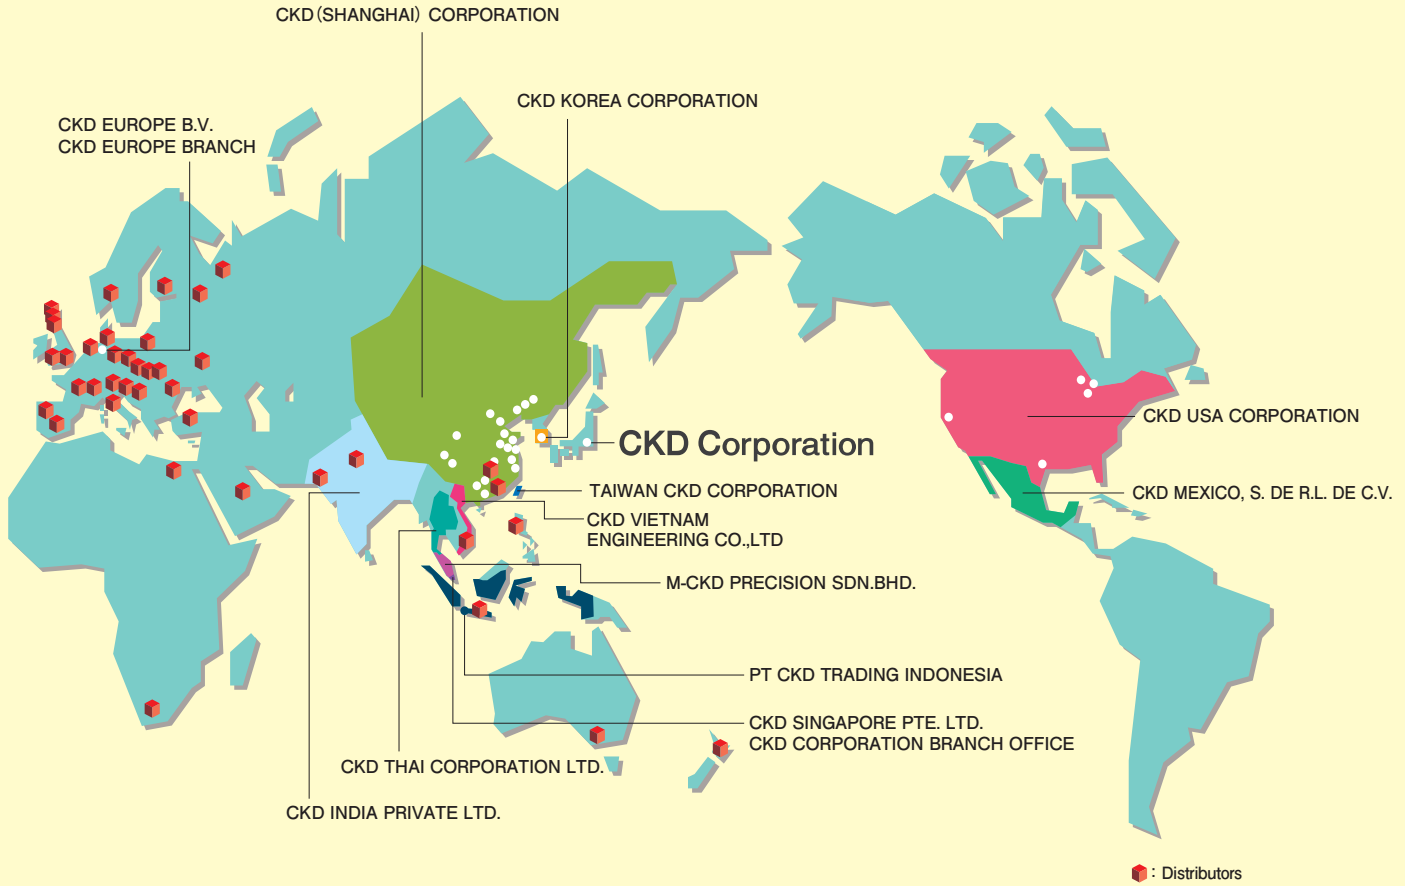 CKD(SHANGHAI) CORPORATION
CKD KOREA CORPORATION
CKD EUROPE B.V.
CKD EUROPE BRANCH
CKD USA CORPORATION
CKD Corporation
TAIWAN CKD CORPORATION
CKD MEXICO, S. DE R.L. DE C.V.
CKD VIETNAM
ENGINEERING CO.,LTD
M-CKD PRECISION SDN.BHD.
PT CKD TRADING INDONESIA
CKD SINGAPORE PTE. LTD.
CKD CORPORATION BRANCH OFFICE
CKD THAI CORPORATION LTD.
CKD INDIA PRIVATE LTD.
: Distributors